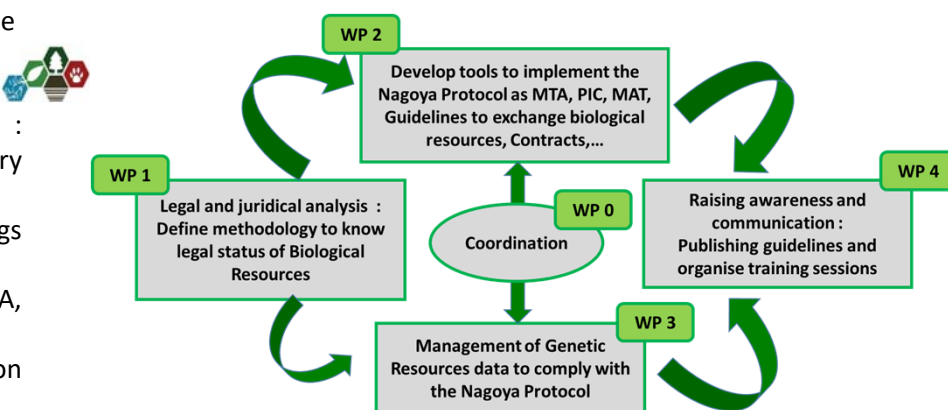 e
:
ry
gs
A,
on
WP 2
Develop tools to implement the
Nagoya Protocol as MTA, PIC, MAT,
Guidelines to exchange biological
resources, Contracts,...
WP 1
Legal and juridical analysis :
Define methodology to know
legal status of Biological
Resources
WP 0
Coordination
WP 4
Raising awareness and
communication :
Publishing guidelines and
organise training sessions
WP 3
Management of Genetic
Resources data to comply with
the Nagoya Protocol